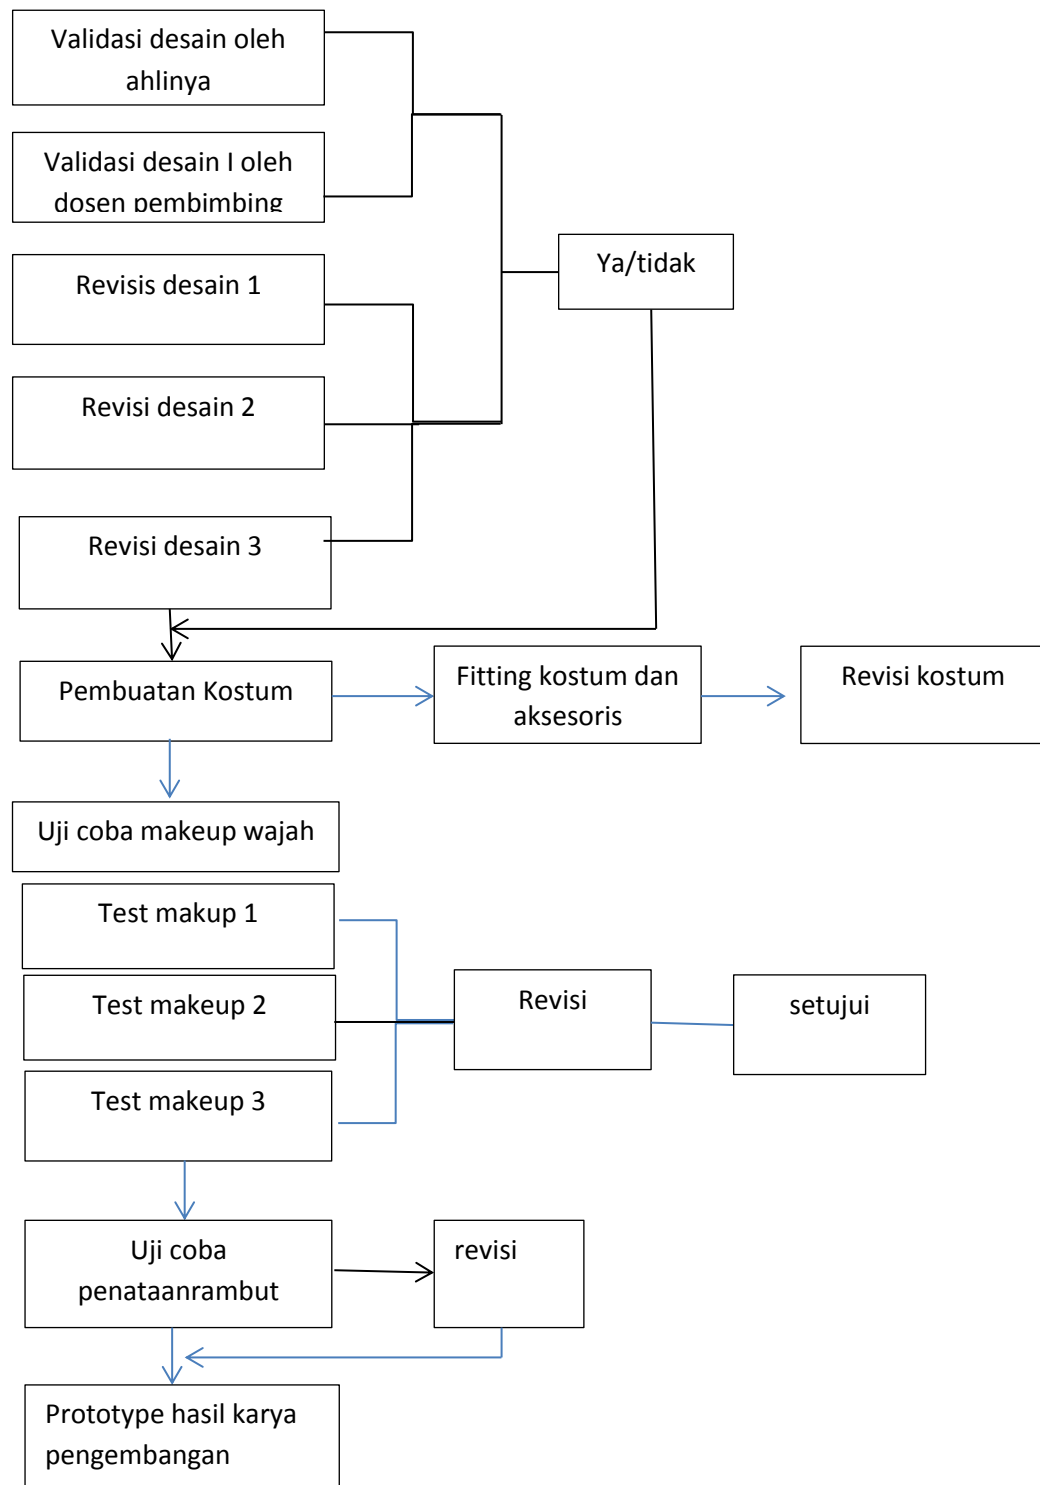 Validasi desain oleh
ahlinya
Validasi desain I oleh
dosen pembimbing
Revisis desain 1
Ya/tidak
Revisi desain 2
Revisi desain 3
Pembuatan Kostum
Fitting kostum dan
aksesoris
Revisi kostum
Uji coba makeup wajah
Test makup 1
Test makeup 2
Revisi
setujui
Test makeup 3
Uji coba
penataanrambut
revisi
Prototype hasil karya
pengembangan